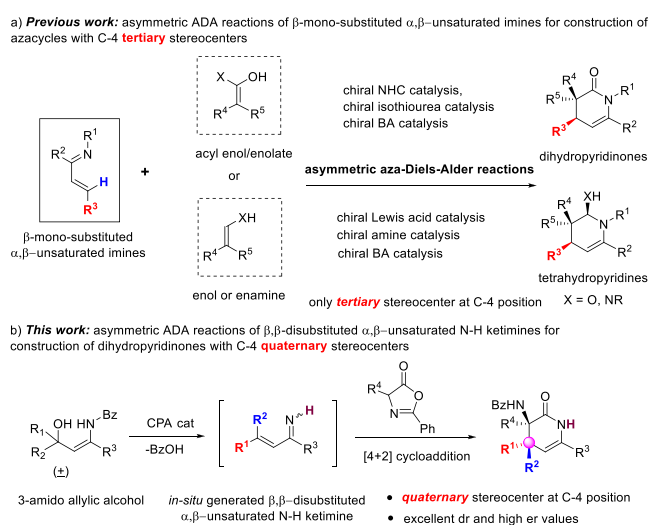 a) Previous work: asymmetric ADA reactions of β-mono-substituted α,β−unsaturated imines for construction of
azacycles with C-4 tertiary stereocenters
X OH
R4 R5
acyl enol/enolate
or
XH
R4 R5
enol or enamine
R1
R2 N
H
R3
β-mono-substituted
α,β−unsaturated imines
+
chiral NHC catalysis,
chiral isothiourea catalysis
chiral BA catalysis
asymmetric aza-Diels-Alder reactions
chiral Lewis acid catalysis
chiral amine catalysis
chiral BA catalysis
only tertiary stereocenter at C-4 position
R4 O
R5 N R1
R3 R2
dihydropyridinones
XH
R4
R5 N R1
R3 R2
tetrahydropyridines
X = O, NR
b) This work: asymmetric ADA reactions of β,β-disubstituted α,β−unsaturated N-H ketimines for
construction of dihydropyridinones with C-4 quaternary stereocenters
OH HN Bz
R1
R2 R3
(±)
3-amido allylic alcohol
CPA cat
-BzOH
R2 N H
R1 R3
in-situ generated β,β−disubstituted
α,β−unsaturated N-H ketimine
O
R4 O
N Ph
[4+2] cycloaddition
BzHN O
R4 NH
R1 R3
R2
quaternary stereocenter at C-4 position
excellent dr and high er values